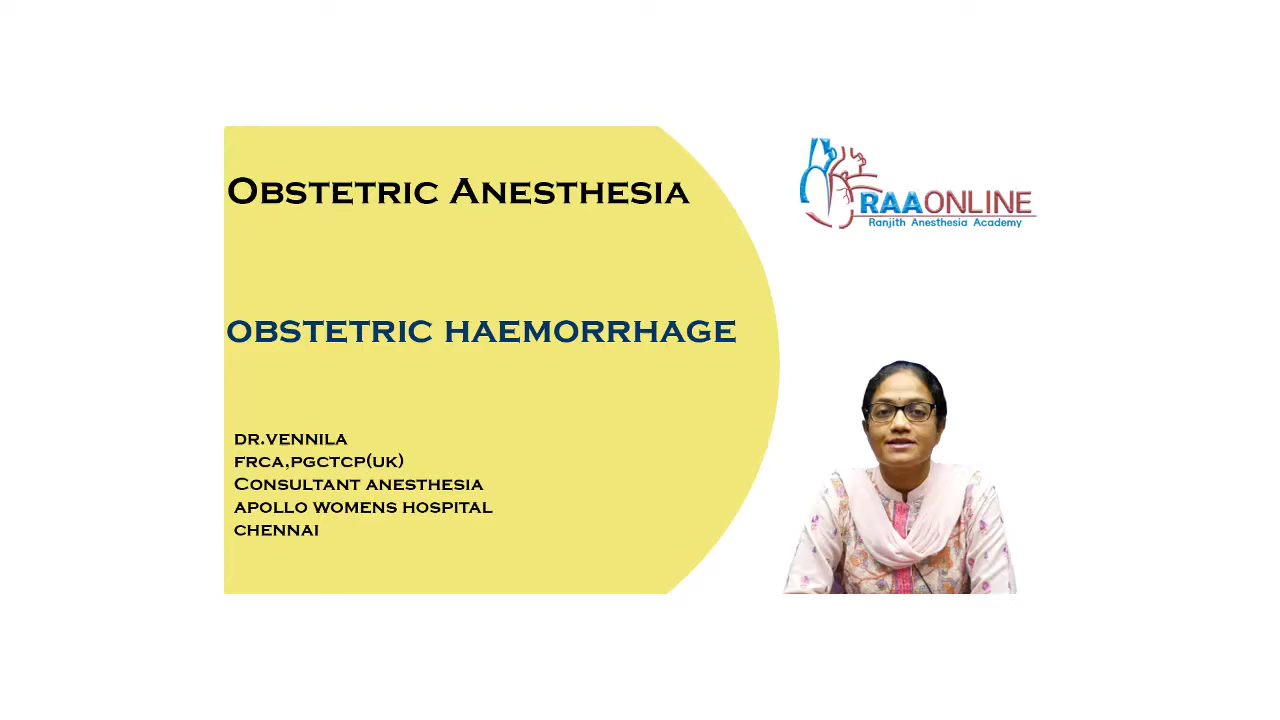 OBSTETRIC ANESTHESIA
RAAONLINE
Ranjith Anesthesia Academy
OBSTETRIC HAEMORRHAGE
DR.VENNILA
FRCA,PGCTCP(UK)
CONSULTANT ANESTHESIA
APOLLO WOMENS HOSPITAL
CHENNAI